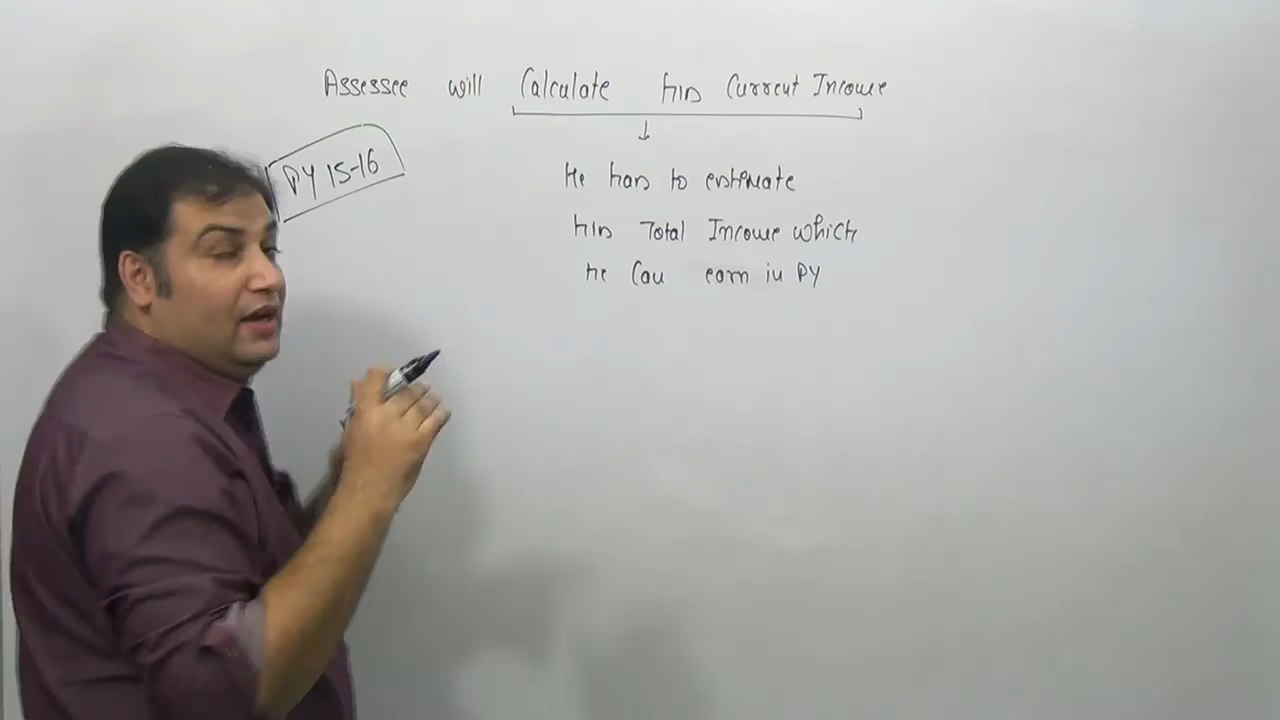 Assessee will Calculate his Current Income
PY 15-16
He has to estimate
his Total Income which
he Can earn in PY